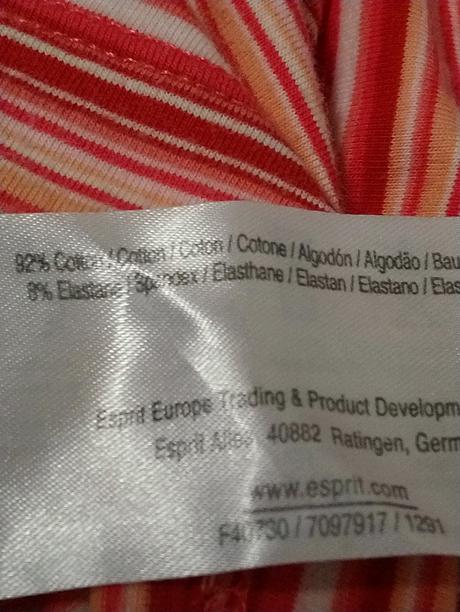 92% Cotton / Cotton / Coton / Cotone / Algodón / Algodão / Bau
8% Elastane / Spandex / Elasthane / Elastan / Elastano / Elas
Esprit Europe Trading & Product Developm
Esprit Allee, 40882 Ratingen, Germ
www.esprit.com
F40730 / 7097917 / 1291